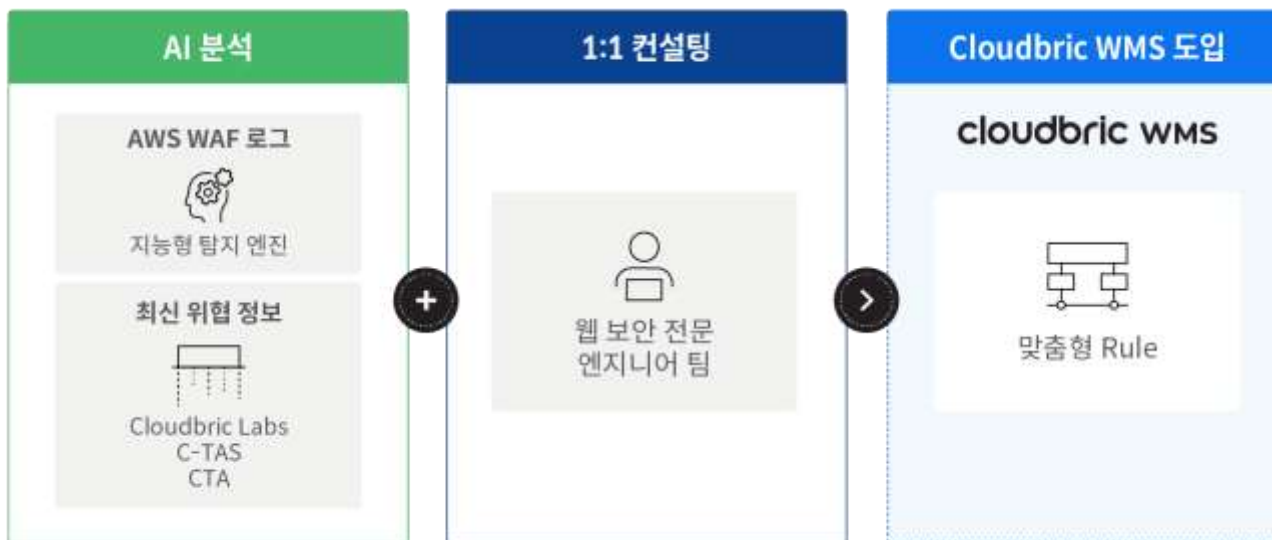 AI 분석
AWS WAF 로그
지능형 탐지 엔진
최신 위협 정보
Cloudbric Labs
C-TAS
CTA
+
1:1 컨설팅
웹 보안 전문
엔지니어 팀
>
Cloudbric WMS 도입
cloudbric WMS
맞춤형 Rule